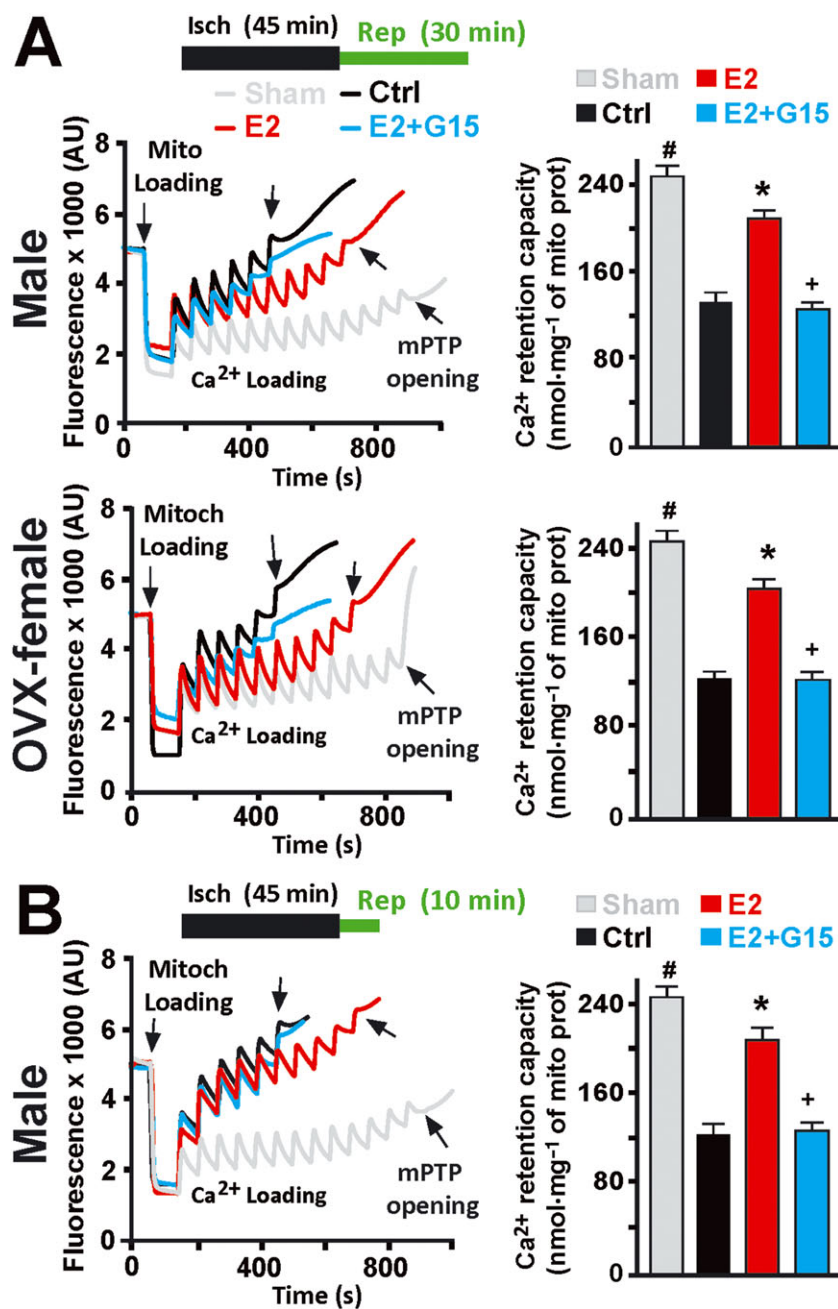 A
Isch (45 min)
Rep (30 min)
Sham
Ctrl
E2
E2+G15
Male
Fluorescence x 1000 (AU)
8
6
4
2
0
Mito
Loading
Ca²⁺ Loading
mPTP
opening
0
400
800
Time (s)
Sham
E2
Ctrl
E2+G15
Ca²⁺ retention capacity
(nmol·mg⁻¹ of mito prot)
240
160
80
0
#
*
+
OVX-female
Fluorescence x 1000 (AU)
8
6
4
2
0
Mitoch
Loading
Ca²⁺ Loading
mPTP
opening
0
400
800
Time (s)
Ca²⁺ retention capacity
(nmol·mg⁻¹ of mito prot)
240
160
80
0
#
*
+
B
Isch (45 min)
Rep (10 min)
Male
Fluorescence x 1000 (AU)
8
6
4
2
0
Mitoch
Loading
Ca²⁺ Loading
mPTP
opening
0
400
800
Time (s)
Sham
E2
Ctrl
E2+G15
Ca²⁺ retention capacity
(nmol·mg⁻¹ of mito prot)
240
160
80
0
#
*
+